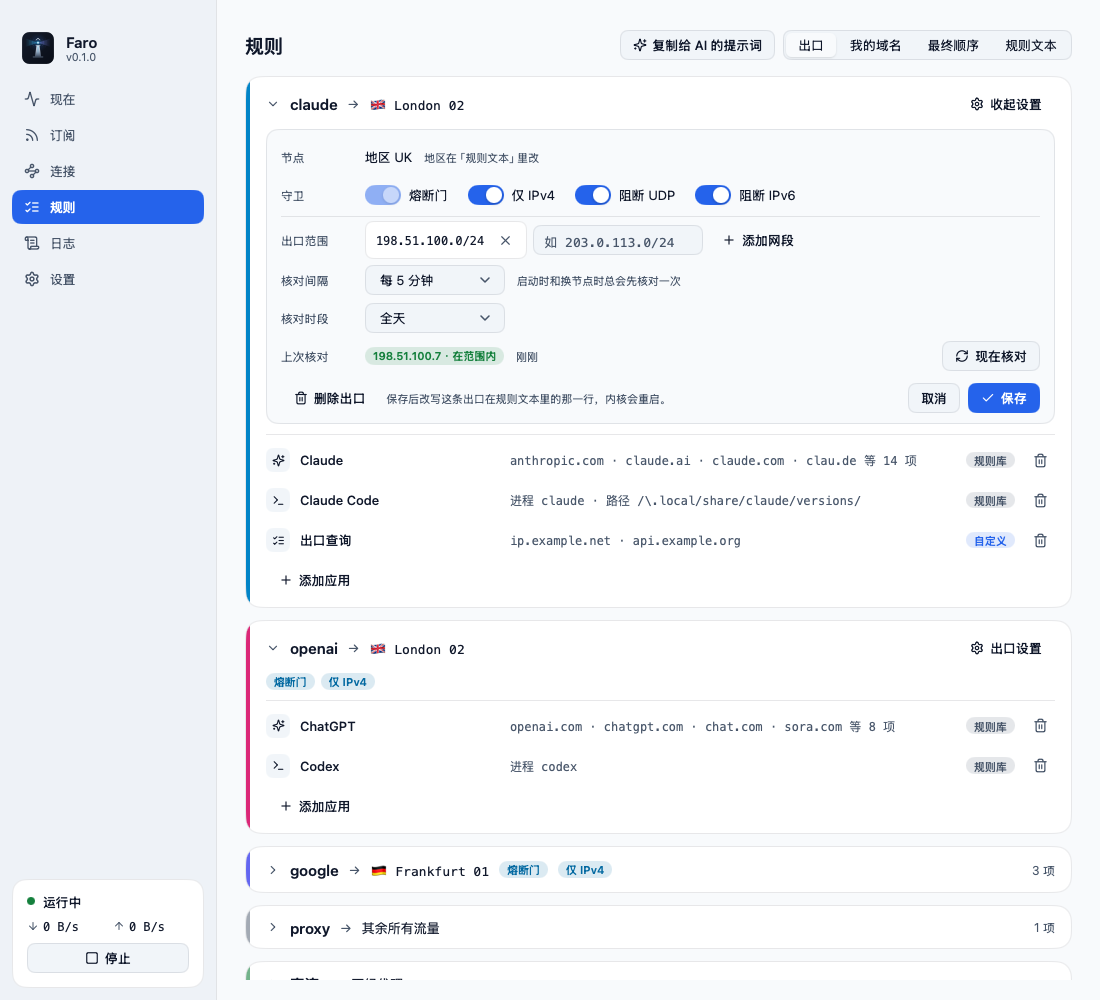 Faro
v0.1.0
现在
订阅
连接
规则
日志
设置
运行中
↓ 0 B/s ↑ 0 B/s
停止
规则
复制给 AI 的提示词
出口 我的域名 最终顺序 规则文本
claude → London 02 收起设置
节点 地区 UK 地区在「规则文本」里改
守卫 熔断门 仅 IPv4 阻断 UDP 阻断 IPv6
出口范围 198.51.100.0/24 如 203.0.113.0/24 添加网段
核对间隔 每 5 分钟 启动时和换节点时总会先核对一次
核对时段 全天
上次核对 198.51.100.7 · 在范围内 刚刚 现在核对
删除出口 保存后改写这条出口在规则文本里的那一行，内核会重启。 取消 保存
Claude anthropic.com · claude.ai · claude.com · clau.de 等 14 项 规则库
Claude Code 进程 claude · 路径 /\.local/share/claude/versions/ 规则库
出口查询 ip.example.net · api.example.org 自定义
添加应用
openai → London 02 出口设置
熔断门 仅 IPv4
ChatGPT openai.com · chatgpt.com · chat.com · sora.com 等 8 项 规则库
Codex 进程 codex 规则库
添加应用
google → Frankfurt 01 熔断门 仅 IPv4 3 项
proxy → 其余所有流量 1 项